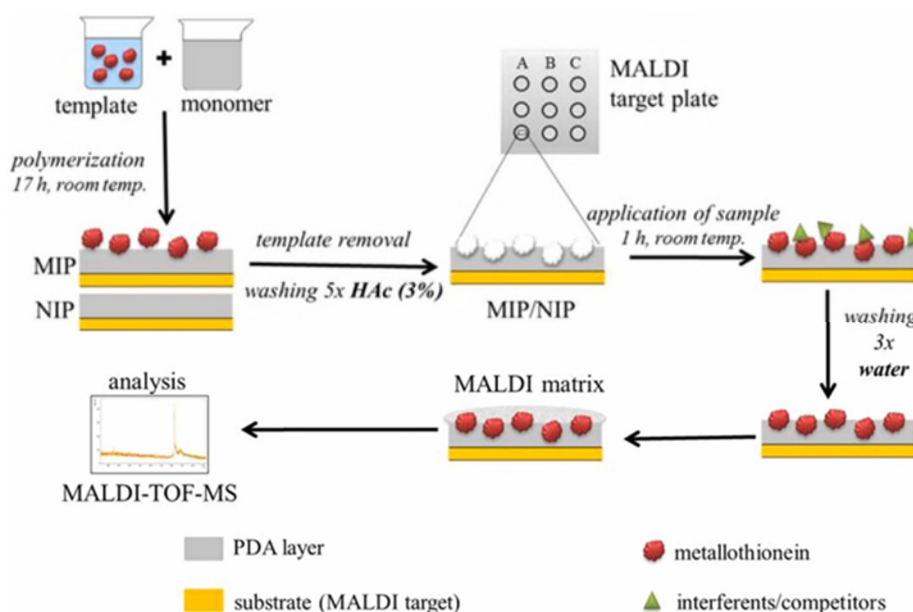 template
+
monomer
A B C
MALDI
target plate
polymerization
17 h, room temp.
MIP
NIP
template removal
washing 5x HAc (3%)
MIP/NIP
application of sample
1 h, room temp.
washing
3x
water
MALDI matrix
analysis
MALDI-TOF-MS
PDA layer
metallothionein
substrate (MALDI target)
interferents/competitors